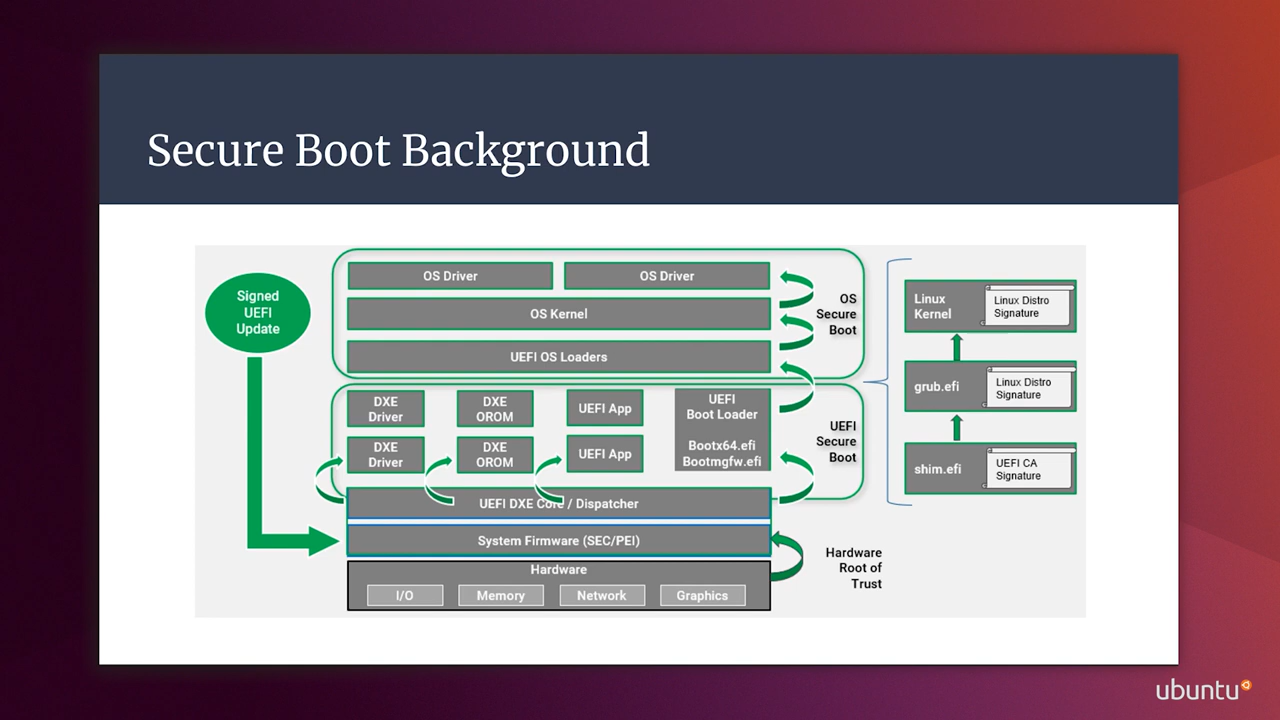 Secure Boot Background
Signed
UEFI
Update
OS Driver
OS Driver
OS Kernel
UEFI OS Loaders
OS
Secure
Boot
DXE
Driver
DXE
OROM
UEFI App
UEFI
Boot Loader
Bootx64.efi
Bootmgfw.efi
DXE
Driver
DXE
OROM
UEFI App
UEFI
Secure
Boot
UEFI DXE Core / Dispatcher
System Firmware (SEC/PEI)
Hardware
I/O
Memory
Network
Graphics
Hardware
Root of
Trust
Linux
Kernel
Linux Distro
Signature
grub.efi
Linux Distro
Signature
shim.efi
UEFI CA
Signature
ubuntu